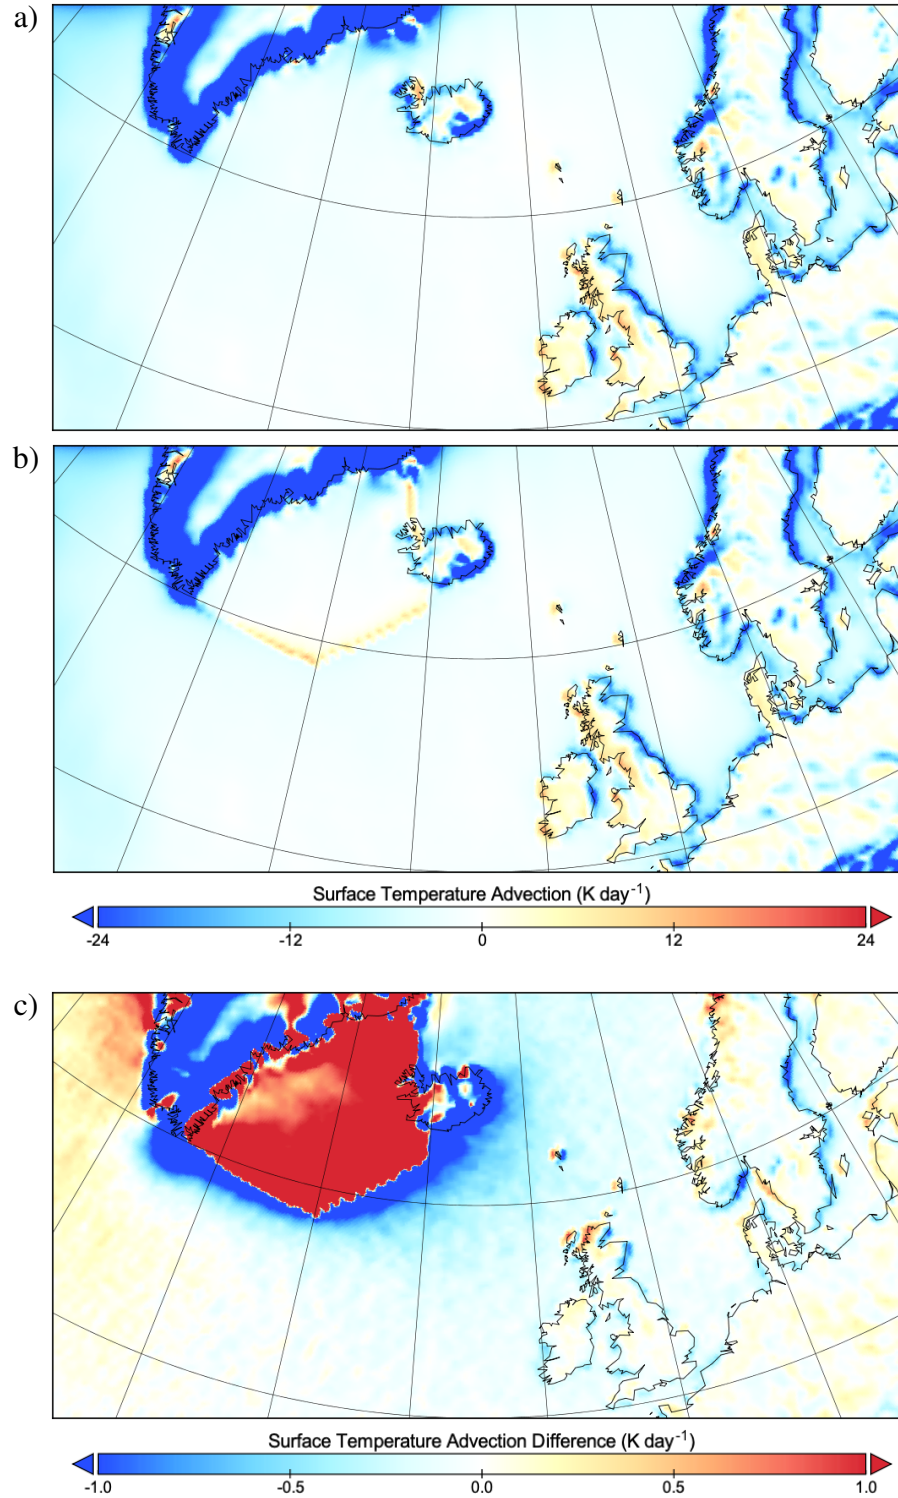 a)
b)
Surface Temperature Advection (K day⁻¹)
-24 -12 0 12 24
c)
Surface Temperature Advection Difference (K day⁻¹)
-1.0 -0.5 0.0 0.5 1.0